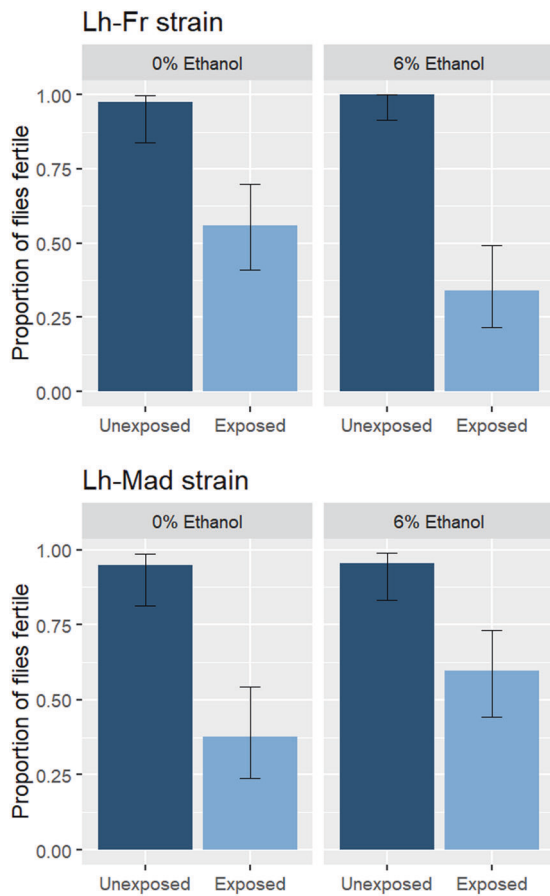 Lh-Fr strain
0% Ethanol
6% Ethanol
Proportion of flies fertile
1.00
0.75
0.50
0.25
0.00
Unexposed
Exposed
Unexposed
Exposed
Lh-Mad strain
0% Ethanol
6% Ethanol
Proportion of flies fertile
1.00
0.75
0.50
0.25
0.00
Unexposed
Exposed
Unexposed
Exposed